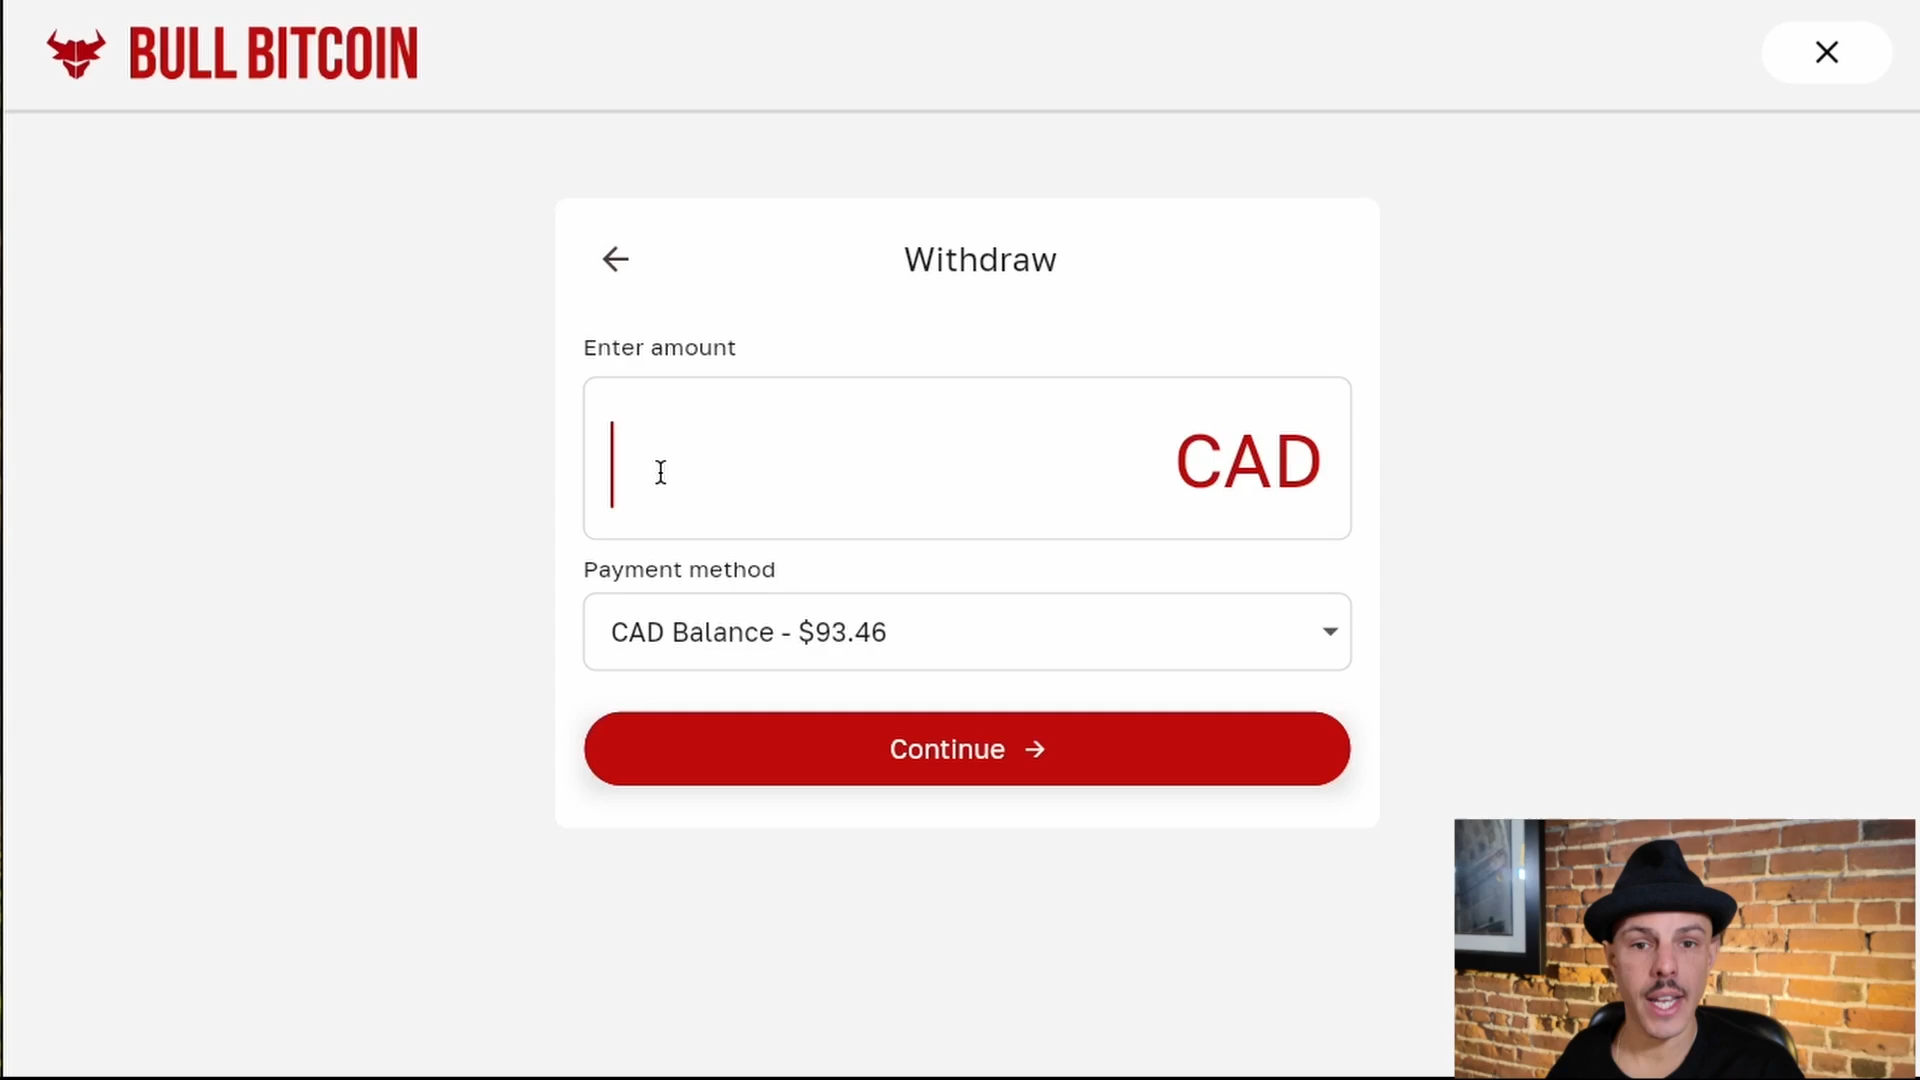 BULL BITCOIN
Withdraw
Enter amount
CAD
Payment method
CAD Balance - $93.46
Continue